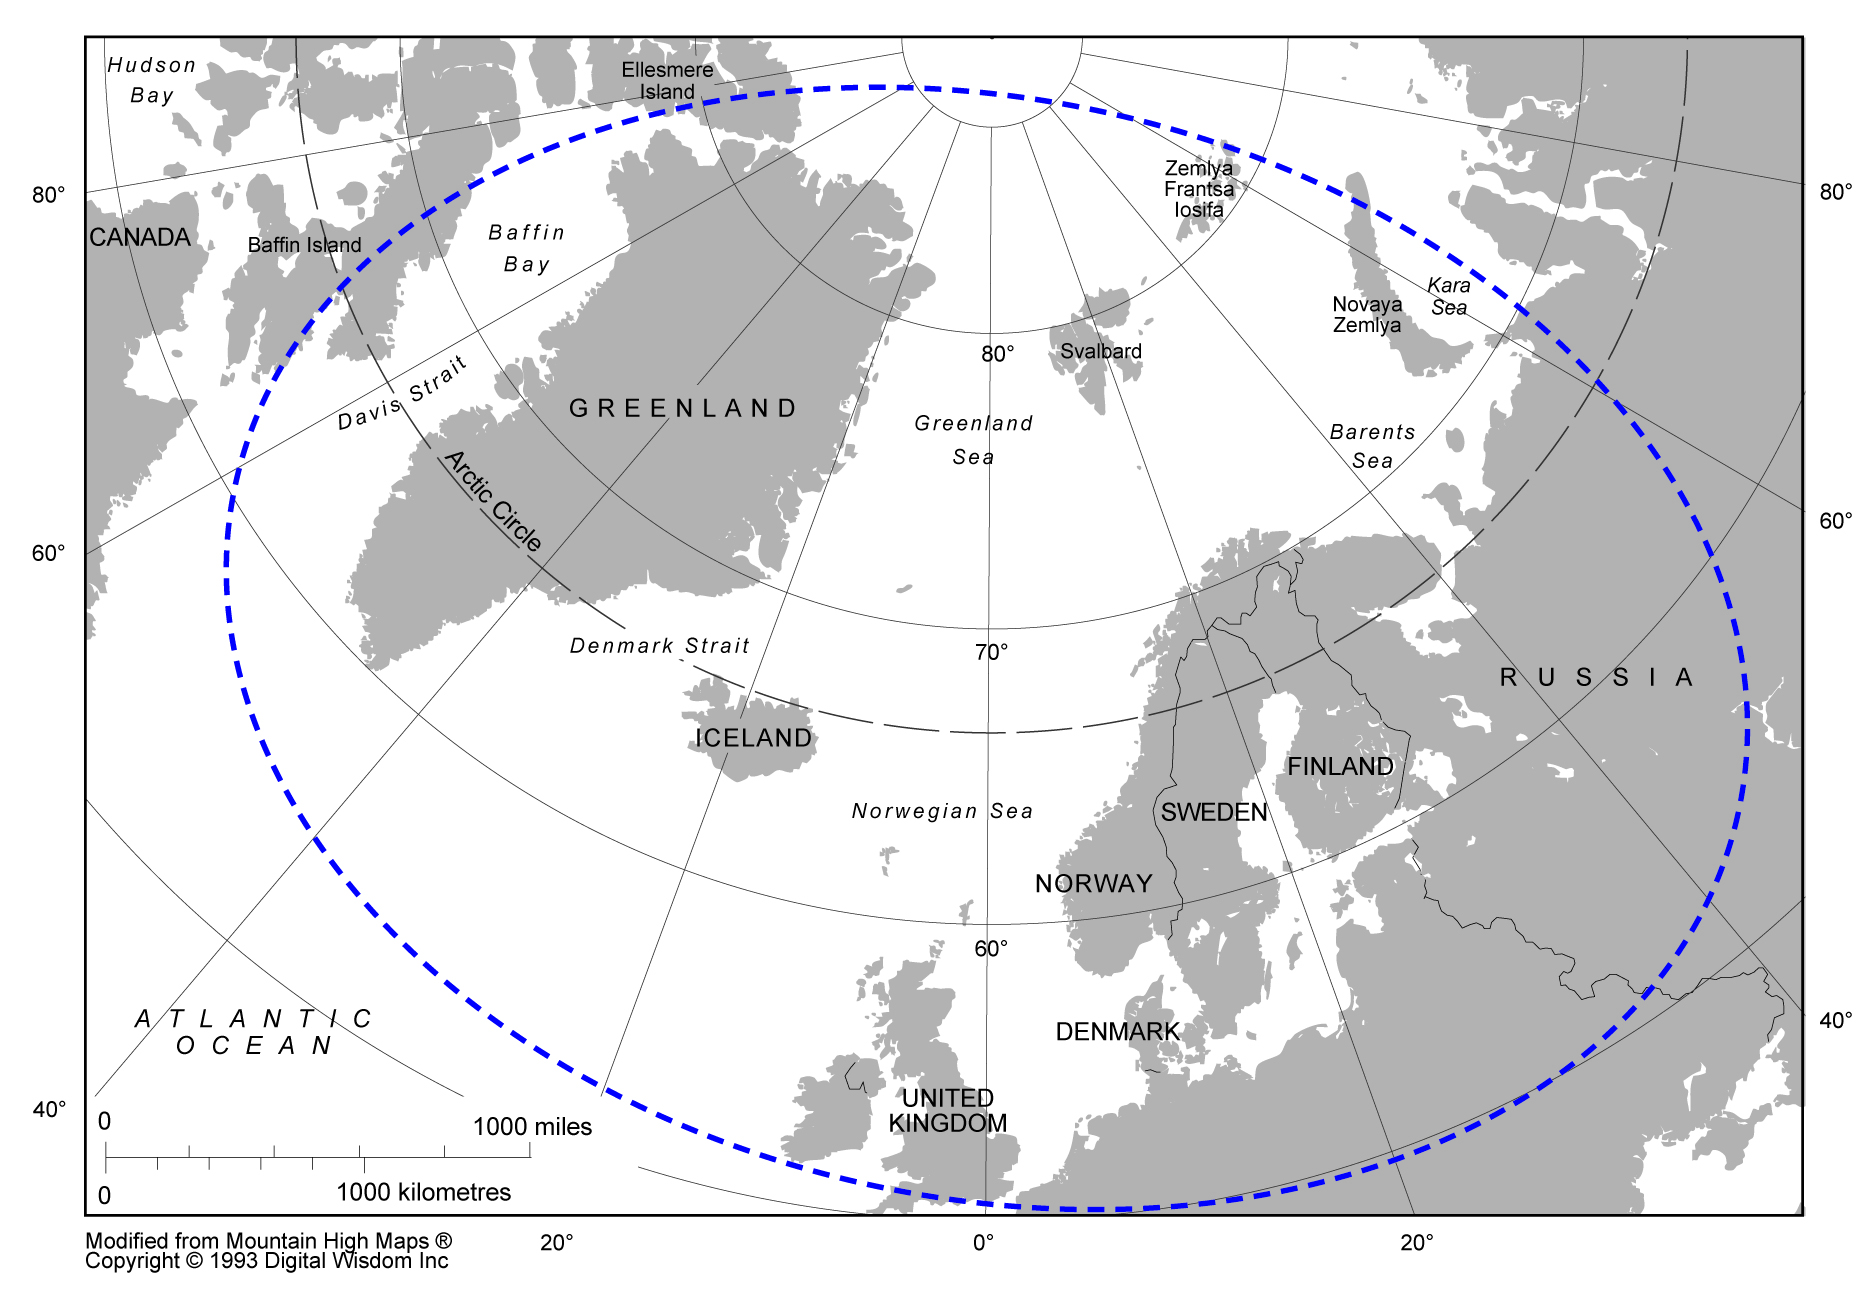 Hudson
Bay
Ellesmere
Island
Zemlya
Frantsa
Iosifa
80°
80°
CANADA
Baffin Island
Baffin
Bay
Kara
Sea
Novaya
Zemlya
80°
Svalbard
Davis Strait
GREENLAND
Greenland
Sea
Barents
Sea
Arctic Circle
60°
60°
Denmark Strait
70°
RUSSIA
ICELAND
FINLAND
Norwegian Sea
SWEDEN
NORWAY
60°
ATLANTIC
OCEAN
DENMARK
40°
UNITED
KINGDOM
40°
0
1000 miles
0
1000 kilometres
Modified from Mountain High Maps ®
Copyright © 1993 Digital Wisdom Inc
20°
0°
20°